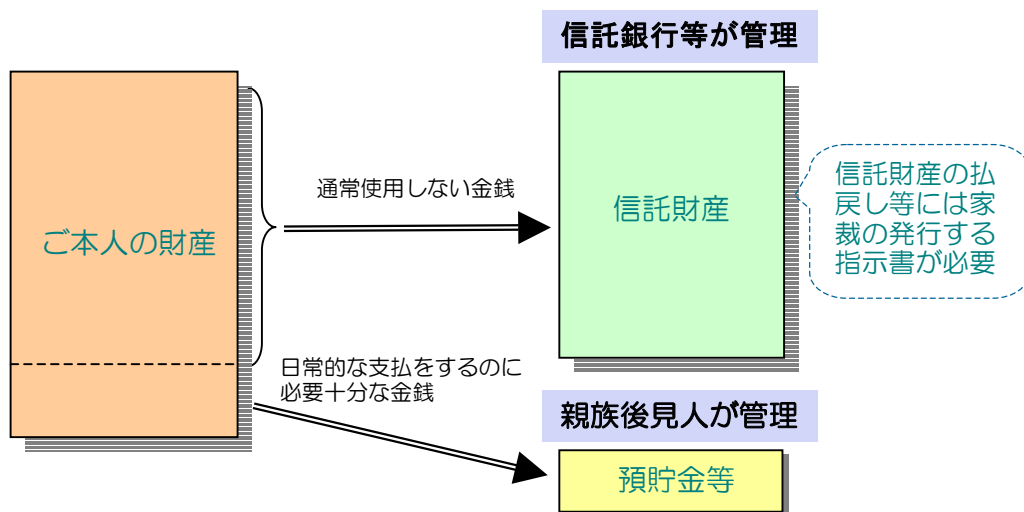 信託銀行等が管理
ご本人の財産
通常使用しない金銭
信託財産
信託財産の払
戻し等には家
裁の発行する
指示書が必要
日常的な支払をするのに
必要十分な金銭
親族後見人が管理
預貯金等